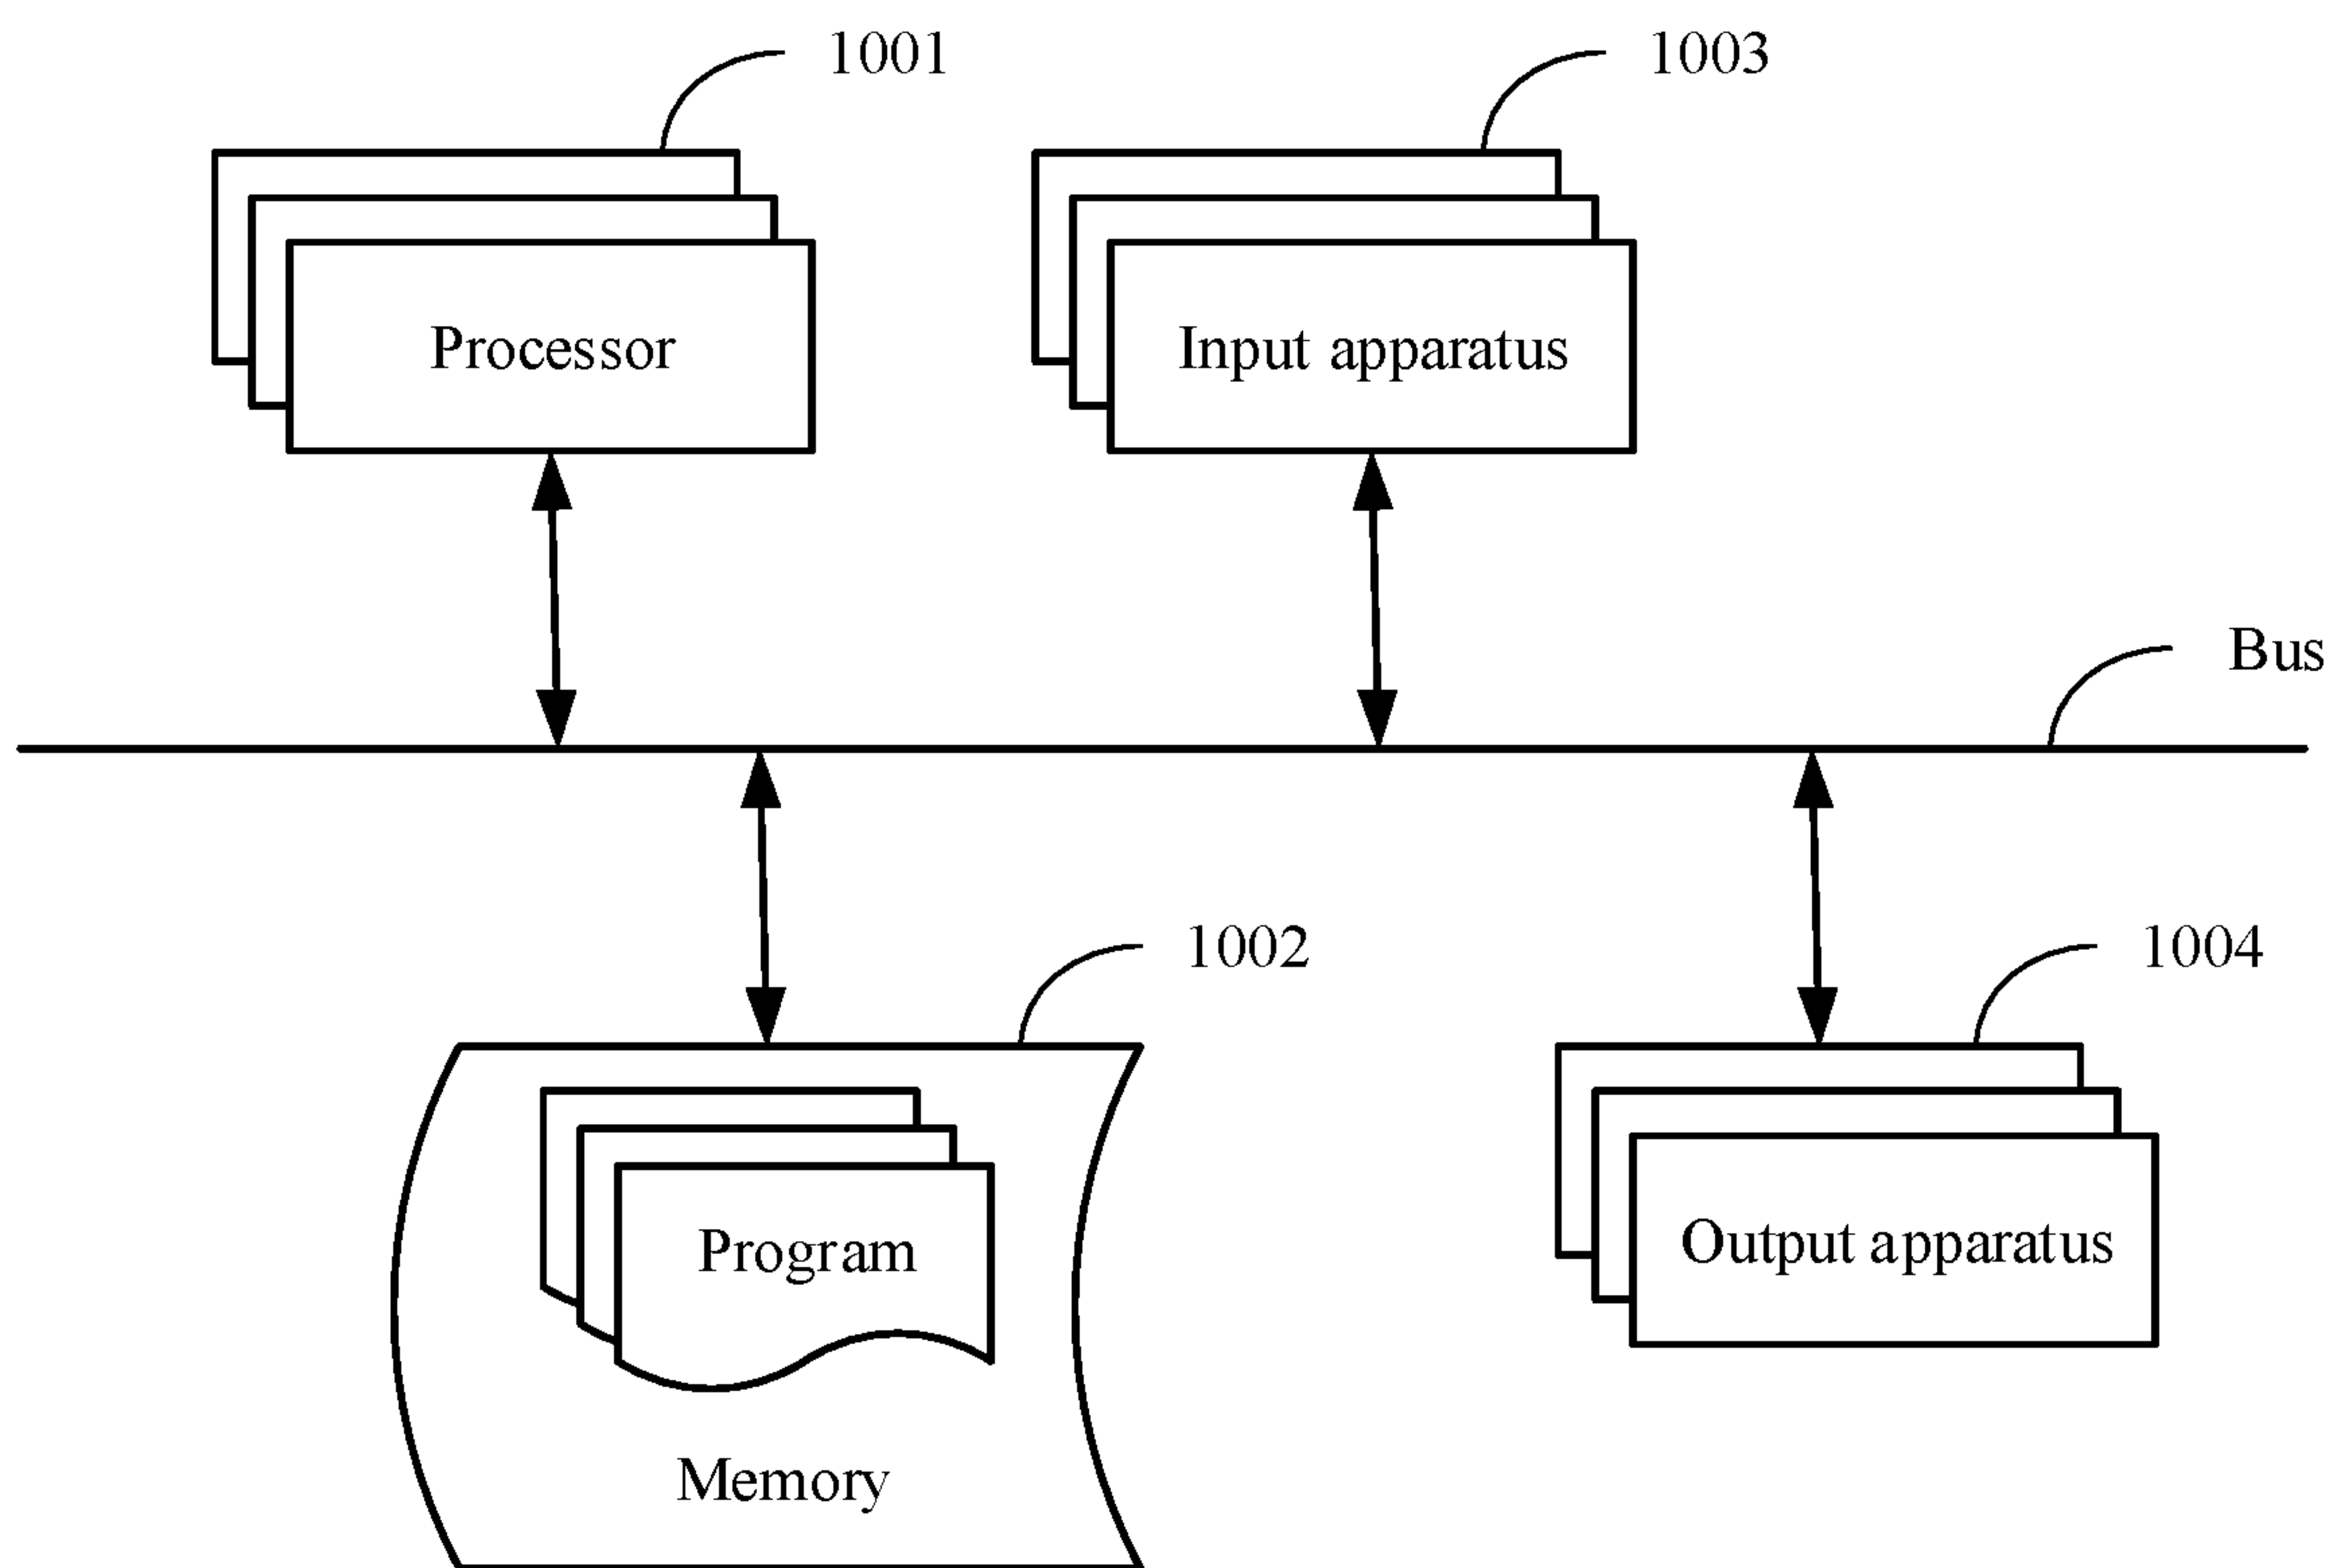 1001
1003
Processor
Input apparatus
Bus
1002
1004
Program
Output apparatus
Memory